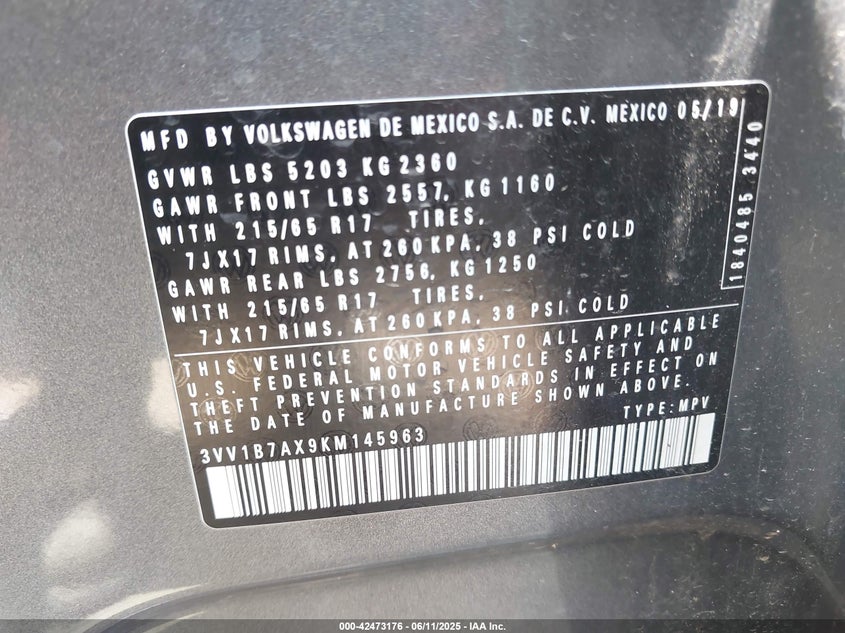 MFD BY VOLKSWAGEN DE MEXICO S.A. DE C.V. MEXICO 05/19
GVWR LBS 5203 KG 2360
GAWR FRONT LBS 2557, KG 1160
WITH 215/65 R17 TIRES,
7JX17 RIMS, AT 260 KPA, 38 PSI COLD
GAWR REAR LBS 2756, KG 1250
WITH 215/65 R17 TIRES,
7JX17 RIMS, AT 260 KPA, 38 PSI COLD
1840485 3440
THIS VEHICLE CONFORMS TO ALL APPLICABLE
U.S. FEDERAL MOTOR VEHICLE SAFETY AND
THEFT PREVENTION STANDARDS IN EFFECT ON
THE DATE OF MANUFACTURE SHOWN ABOVE.
3VV1B7AX9KM145963 TYPE: MPV
000-42473176 - 06/11/2025 - IAA Inc.